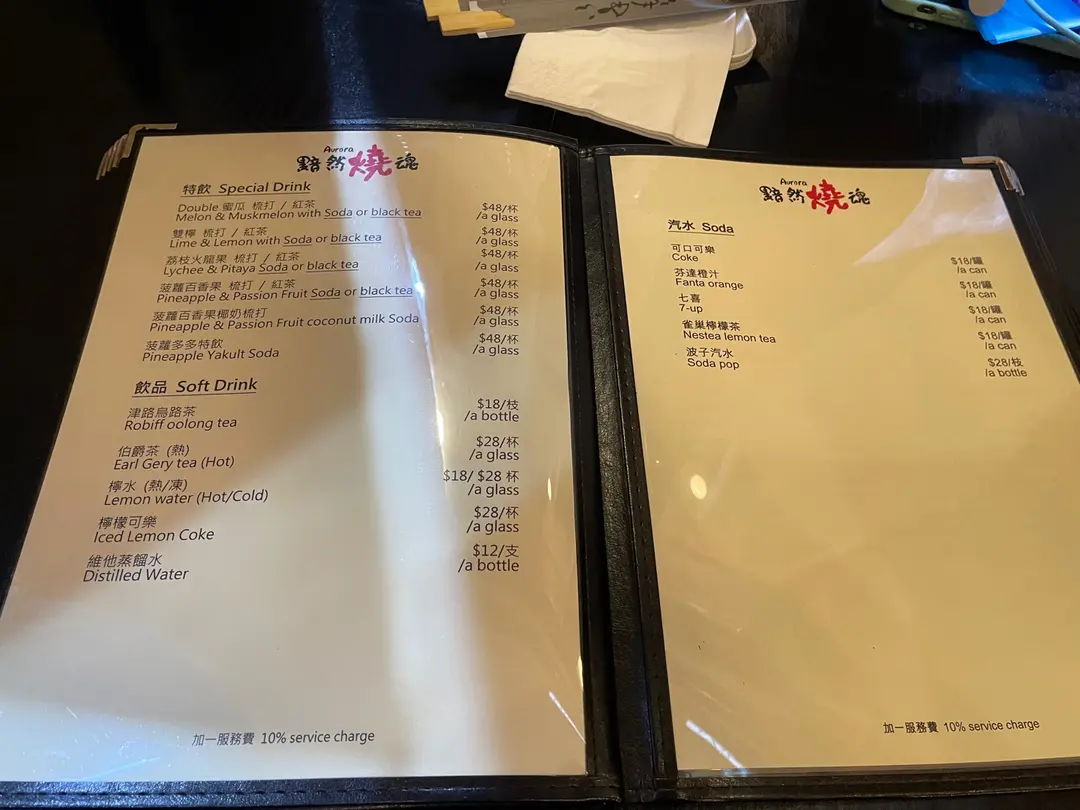 Aurora
黯然燒魂
特飲 Special Drink
Double 蜜瓜 梳打 / 紅茶
Melon & Muskmelon with Soda or black tea
$48/杯
/a glass
雙檸 梳打 / 紅茶
Lime & Lemon with Soda or black tea
$48/杯
/a glass
荔枝火龍果 梳打 / 紅茶
Lychee & Pitaya Soda or black tea
$48/杯
/a glass
菠蘿百香果 梳打 / 紅茶
Pineapple & Passion Fruit Soda or black tea
$48/杯
/a glass
菠蘿百香果椰奶梳打
Pineapple & Passion Fruit coconut milk Soda
$48/杯
/a glass
菠蘿多多特飲
Pineapple Yakult Soda
$48/杯
/a glass
飲品 Soft Drink
津路烏路茶
Robiff oolong tea
$18/枝
/a bottle
伯爵茶 (熱)
Earl Gery tea (Hot)
$28/杯
/a glass
檸水 (熱/凍)
Lemon water (Hot/Cold)
$18/ $28 杯
/a glass
檸檬可樂
Iced Lemon Coke
$28/杯
/a glass
維他蒸餾水
Distilled Water
$12/支
/a bottle
加一服務費 10% service charge
Aurora
黯然燒魂
汽水 Soda
可口可樂
Coke
$18/罐
/a can
芬達橙汁
Fanta orange
$18/罐
/a can
七喜
7-up
$18/罐
/a can
雀巢檸檬茶
Nestea lemon tea
$18/罐
/a can
波子汽水
Soda pop
$28/枝
/a bottle
加一服務費 10% service charge